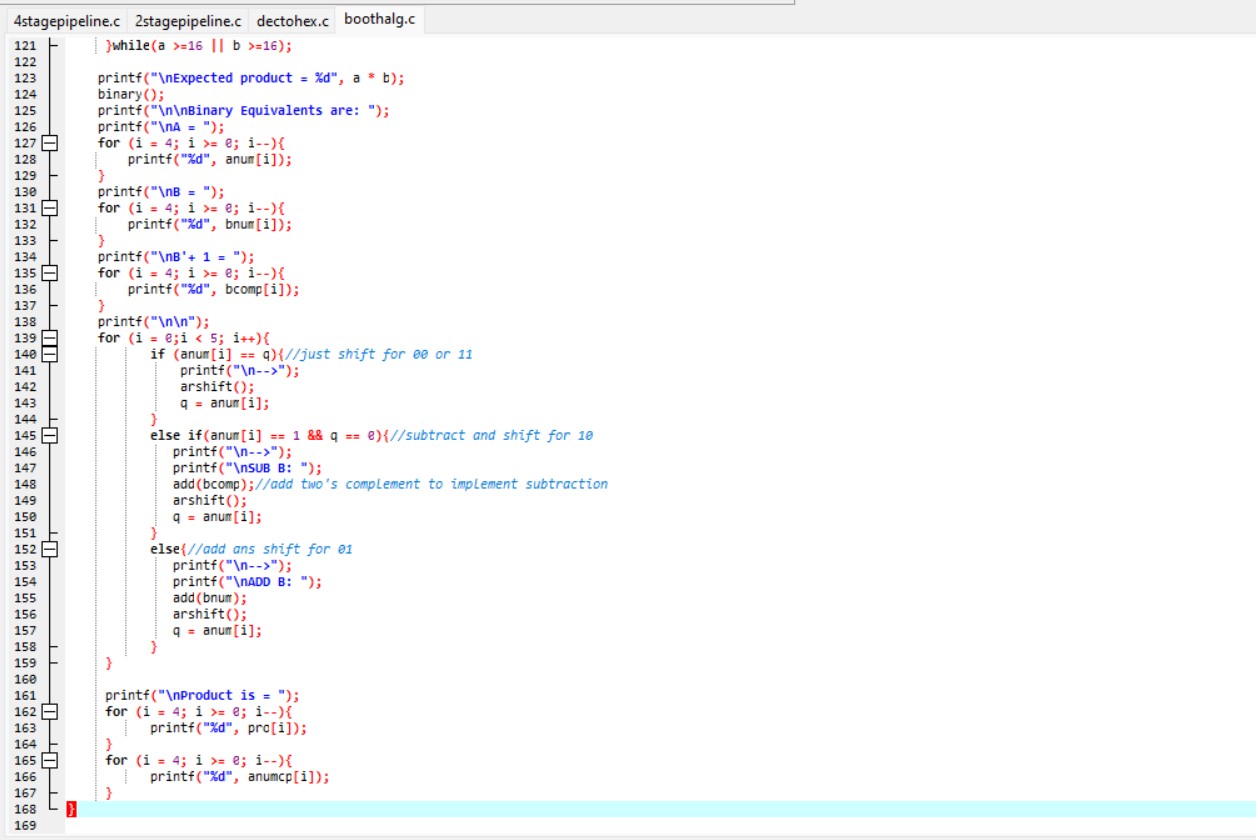 4stagepipeline.c 2stagepipeline.c dectohex.c boothalg.c
121 }while(a >=16 || b >=16);
122
123 printf("\nExpected product = %d", a * b);
124 binary();
125 printf("\n\nBinary Equivalents are: ");
126 printf("\nA = ");
127 for (i = 4; i >= 0; i--){
128 printf("%d", anum[i]);
129 }
130 printf("\nB = ");
131 for (i = 4; i >= 0; i--){
132 printf("%d", bnum[i]);
133 }
134 printf("\nB'+ 1 = ");
135 for (i = 4; i >= 0; i--){
136 printf("%d", bcomp[i]);
137 }
138 printf("\n\n");
139 for (i = 0;i < 5; i++){
140 if (anum[i] == q){//just shift for 00 or 11
141 printf("\n-->");
142 arshift();
143 q = anum[i];
144 }
145 else if(anum[i] == 1 && q == 0){//subtract and shift for 10
146 printf("\n-->");
147 printf("\nSUB B: ");
148 add(bcomp);//add two's complement to implement subtraction
149 arshift();
150 q = anum[i];
151 }
152 else{//add ans shift for 01
153 printf("\n-->");
154 printf("\nADD B: ");
155 add(bnum);
156 arshift();
157 q = anum[i];
158 }
159 }
160
161 printf("\nProduct is = ");
162 for (i = 4; i >= 0; i--){
163 printf("%d", pro[i]);
164 }
165 for (i = 4; i >= 0; i--){
166 printf("%d", anumcp[i]);
167 }
168 }
169